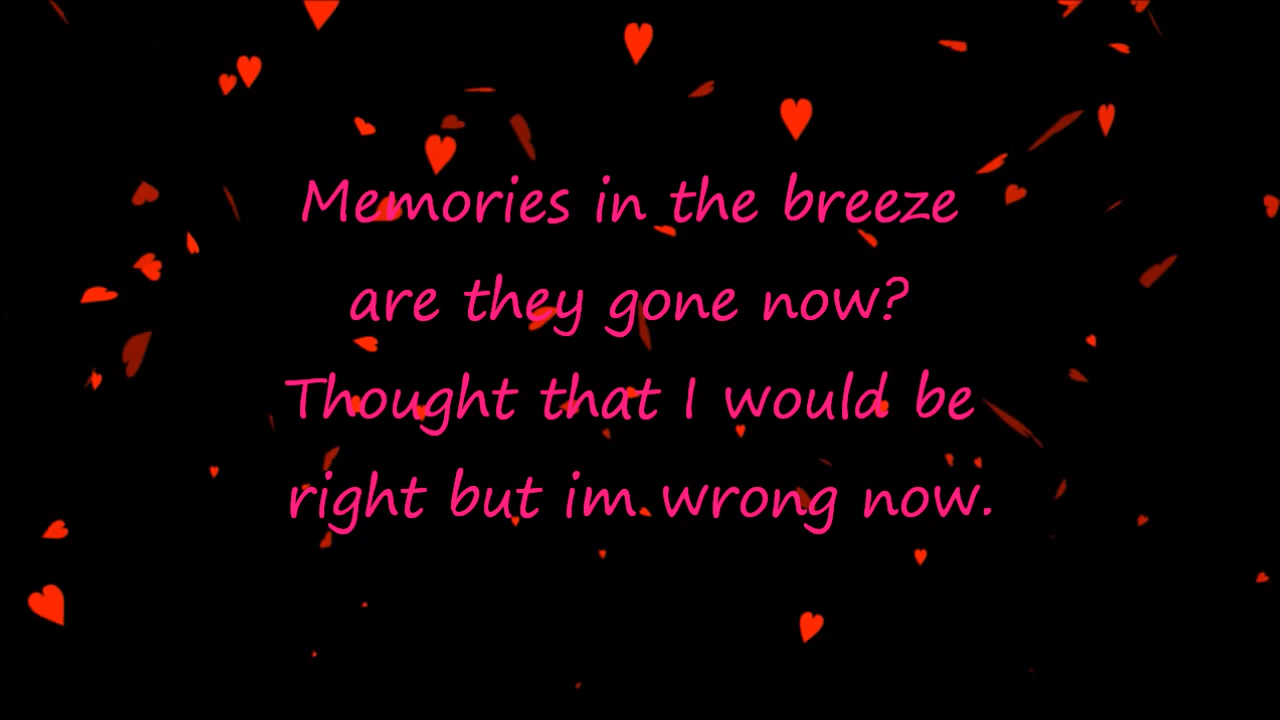 Memories in the breeze
are they gone now?
Thought that I would be
right but im wrong now.